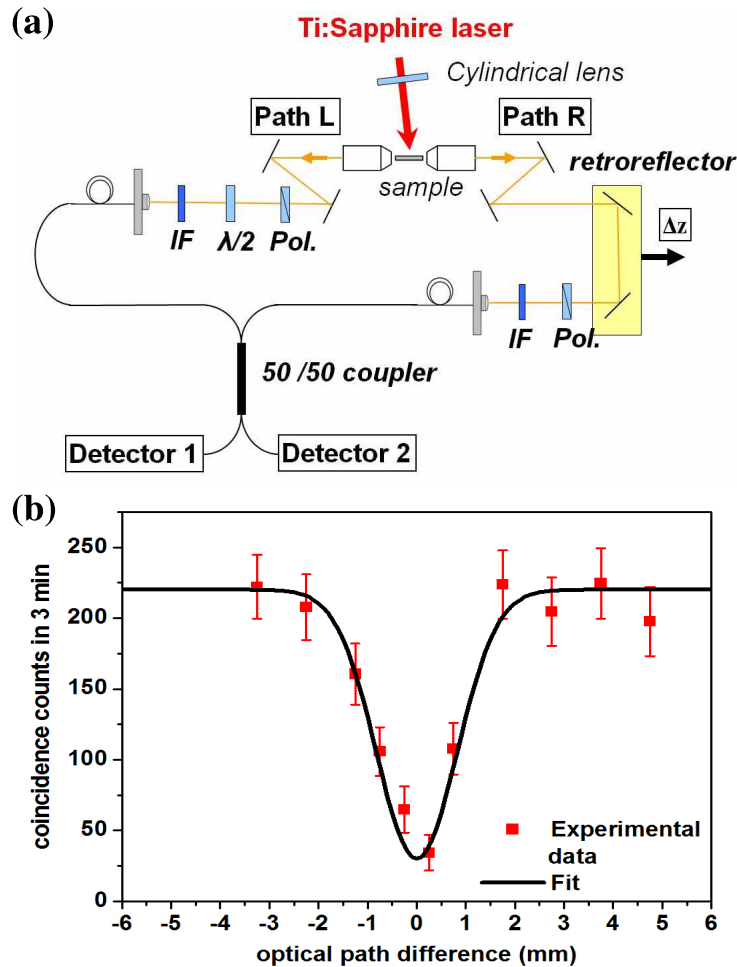 (a)
Ti:Sapphire laser
Cylindrical lens
Path L
Path R
sample
retroreflector
Δz
IF
λ/2
Pol.
IF
Pol.
50 /50 coupler
Detector 1
Detector 2
(b)
coincidence counts in 3 min
250
200
150
100
50
0
Experimental
data
Fit
-6
-5
-4
-3
-2
-1
0
1
2
3
4
5
6
optical path difference (mm)